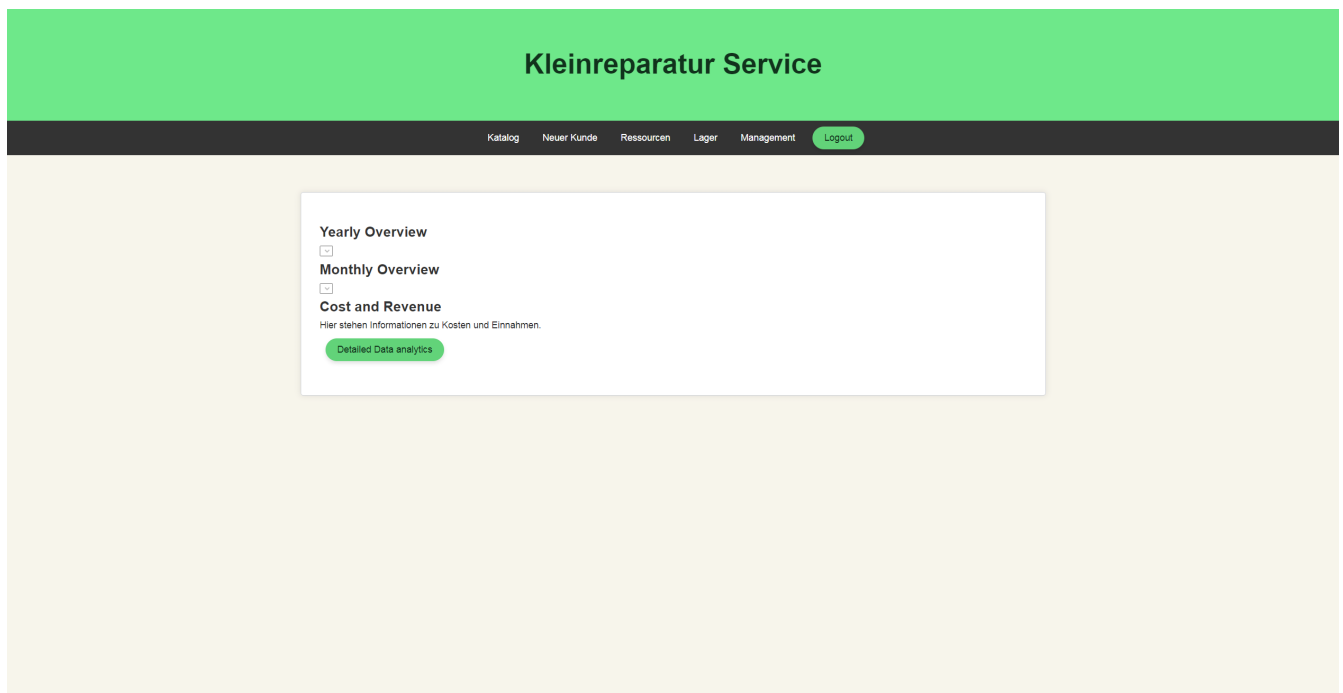 Kleinreparatur Service
Katalog Neuer Kunde Ressourcen Lager Management Logout
Yearly Overview
Monthly Overview
Cost and Revenue
Hier stehen Informationen zu Kosten und Einnahmen.
Detailed Data analytics